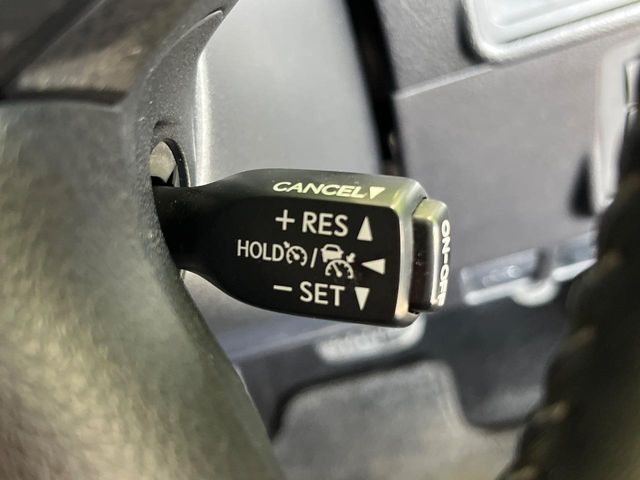 CANCEL▼
+ RES ▲
HOLD / ◀
− SET ▼
ON-OFF